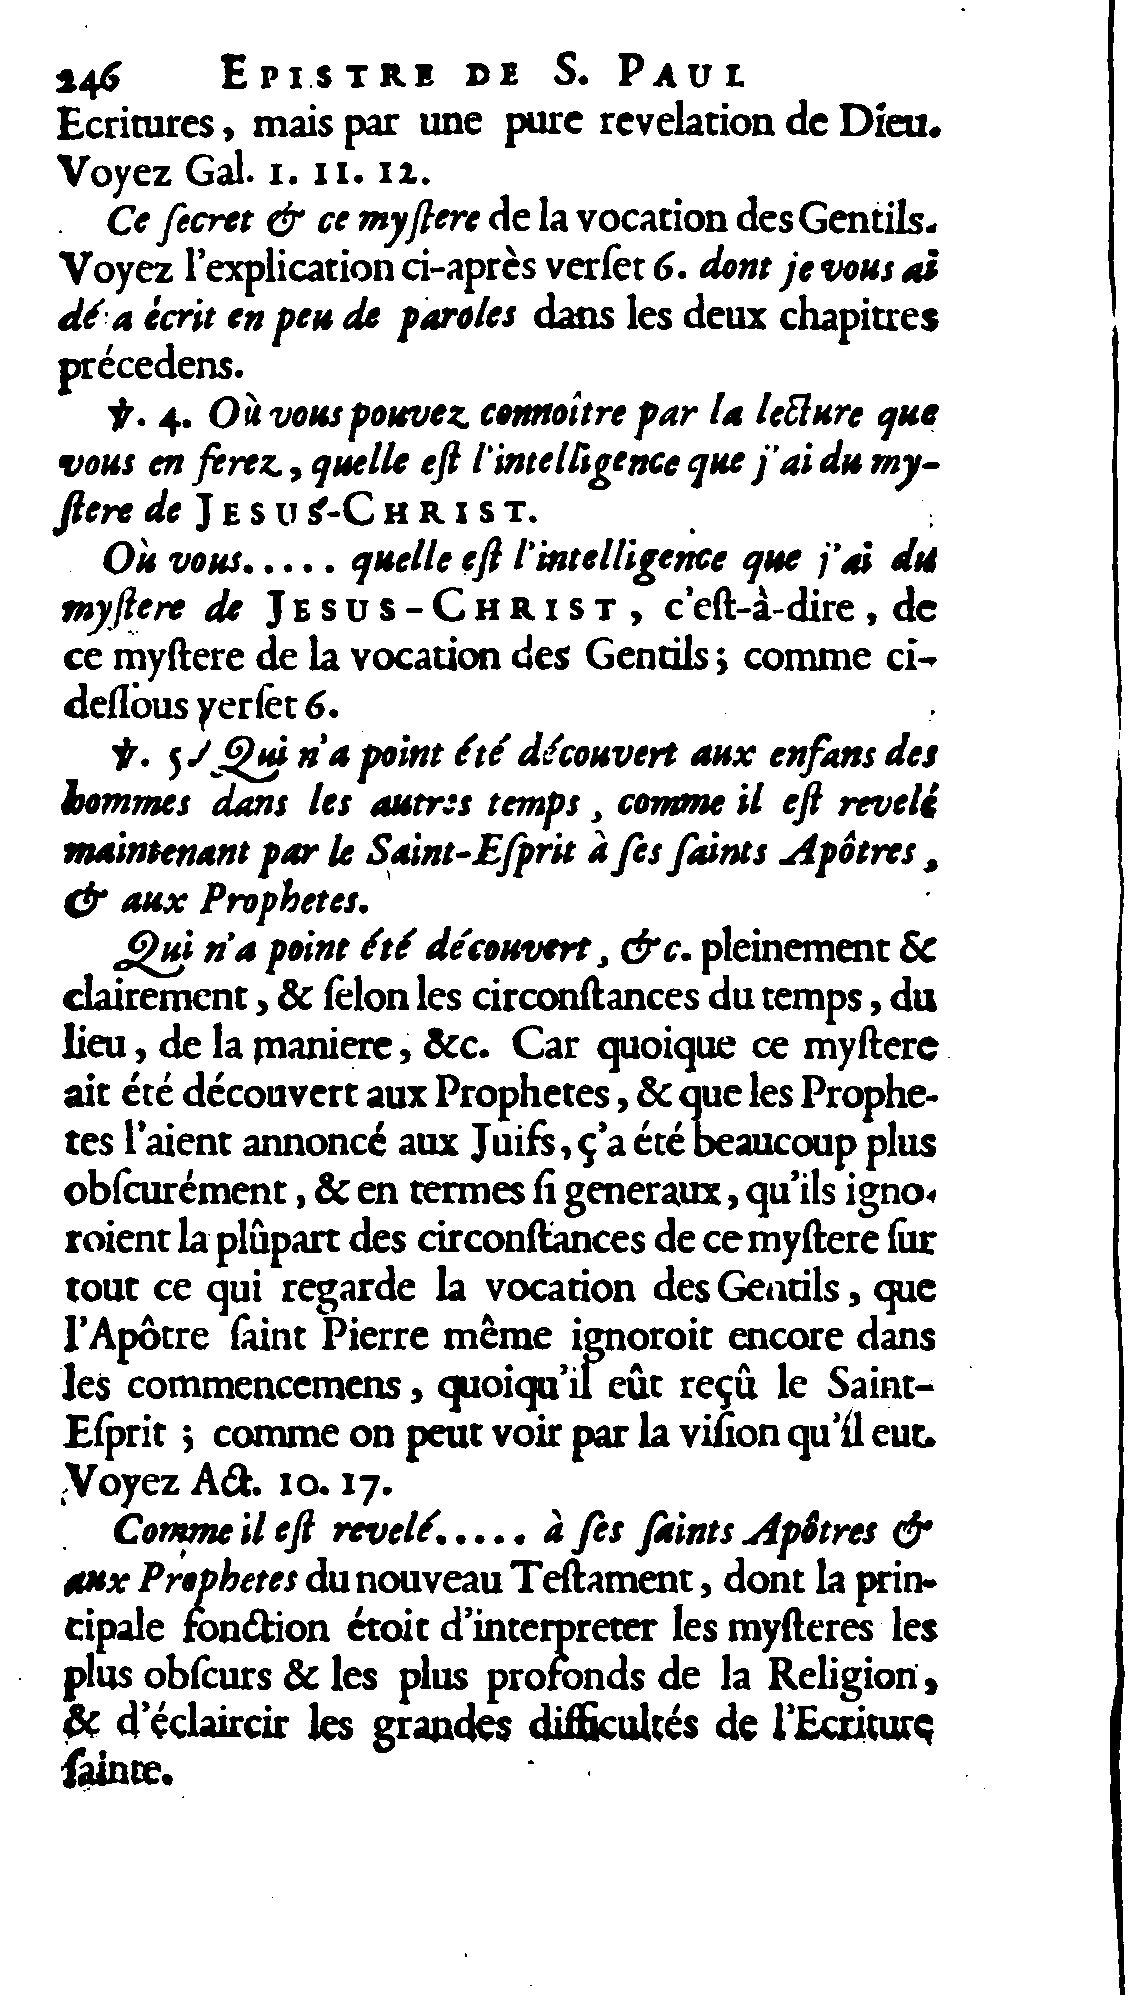 246 EPISTRE DE S. PAUL
Ecritures, mais par une pure revelation de Dieu.
Voyez Gal. 1. 11. 12.
Ce ſecret & ce myſtere de la vocation des Gentils.
Voyez l'explication ci-après verſet 6. dont je vous ai
déja écrit en peu de paroles dans les deux chapitres
précedens.
℣. 4. Où vous pouvez connoître par la lecture que
vous en ferez, quelle eſt l'intelligence que j'ai du my-
ſtere de JESUS-CHRIST.
Où vous..... quelle eſt l'intelligence que j'ai du
myſtere de JESUS-CHRIST, c'eſt-à-dire, de
ce myſtere de la vocation des Gentils; comme ci-
deſſous verſet 6.
℣. 5. Qui n'a point été découvert aux enfans des
hommes dans les autres temps, comme il eſt revelé
maintenant par le Saint-Eſprit à ſes ſaints Apôtres,
& aux Prophetes.
Qui n'a point été découvert, &c. pleinement &
clairement, & ſelon les circonſtances du temps, du
lieu, de la maniere, &c. Car quoique ce myſtere
ait été découvert aux Prophetes, & que les Prophe-
tes l'aient annoncé aux Juifs, ç'a été beaucoup plus
obſcurément, & en termes ſi generaux, qu'ils igno-
roient la plûpart des circonſtances de ce myſtere ſur
tout ce qui regarde la vocation des Gentils, que
l'Apôtre ſaint Pierre même ignoroit encore dans
les commencemens, quoiqu'il eût reçû le Saint-
Eſprit ; comme on peut voir par la viſion qu'il eut.
Voyez Act. 10. 17.
Comme il eſt revelé..... à ſes ſaints Apôtres &
aux Prophetes du nouveau Teſtament, dont la prin-
cipale fonction étoit d'interpreter les myſteres les
plus obſcurs & les plus profonds de la Religion,
& d'éclaircir les grandes difficultés de l'Ecriture
ſainte.